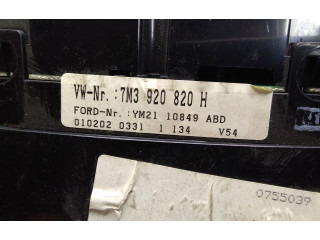 VW-Nr.:7M3 920 820 H
FORD-Nr.:YM21 10849 ABD
010202 0331 1 134 V54
0755039